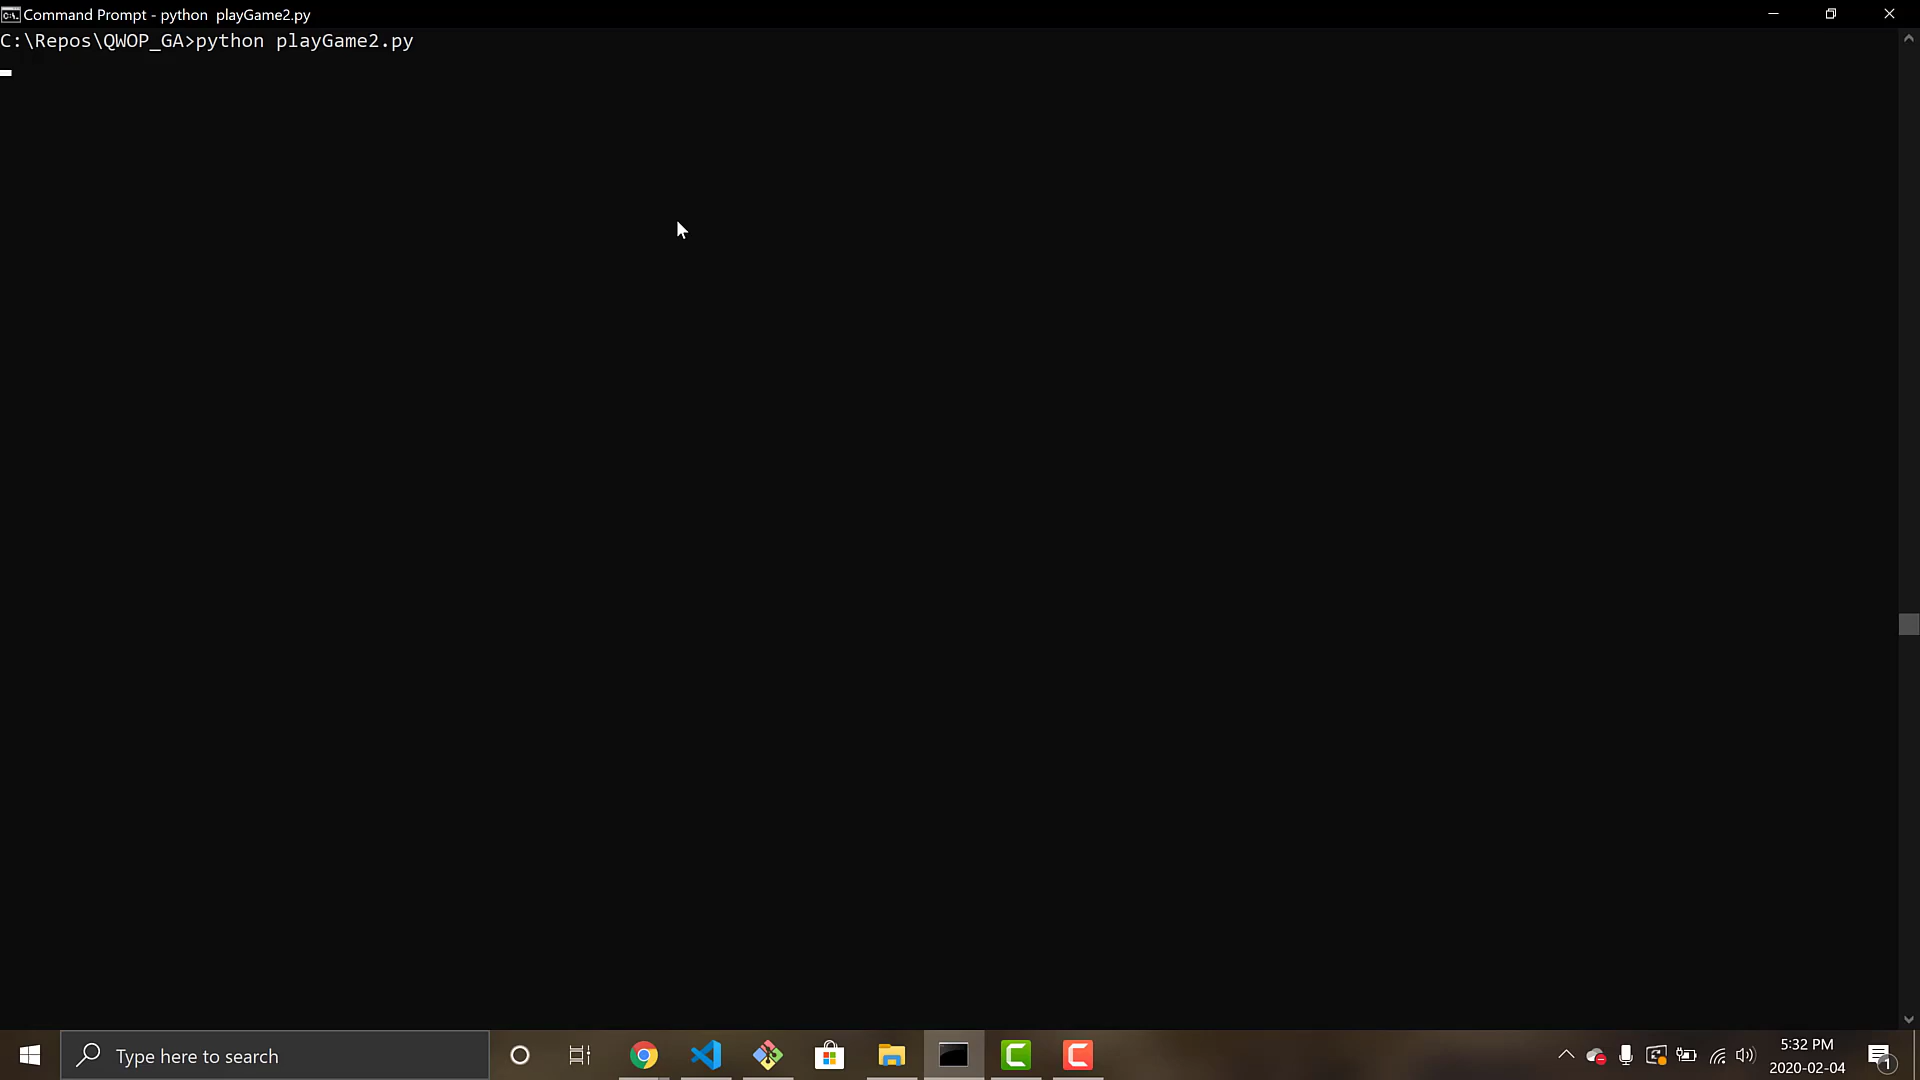 Command Prompt - python  playGame2.py
C:\Repos\QWOP_GA>python playGame2.py
Type here to search
5:32 PM
2020-02-04
1